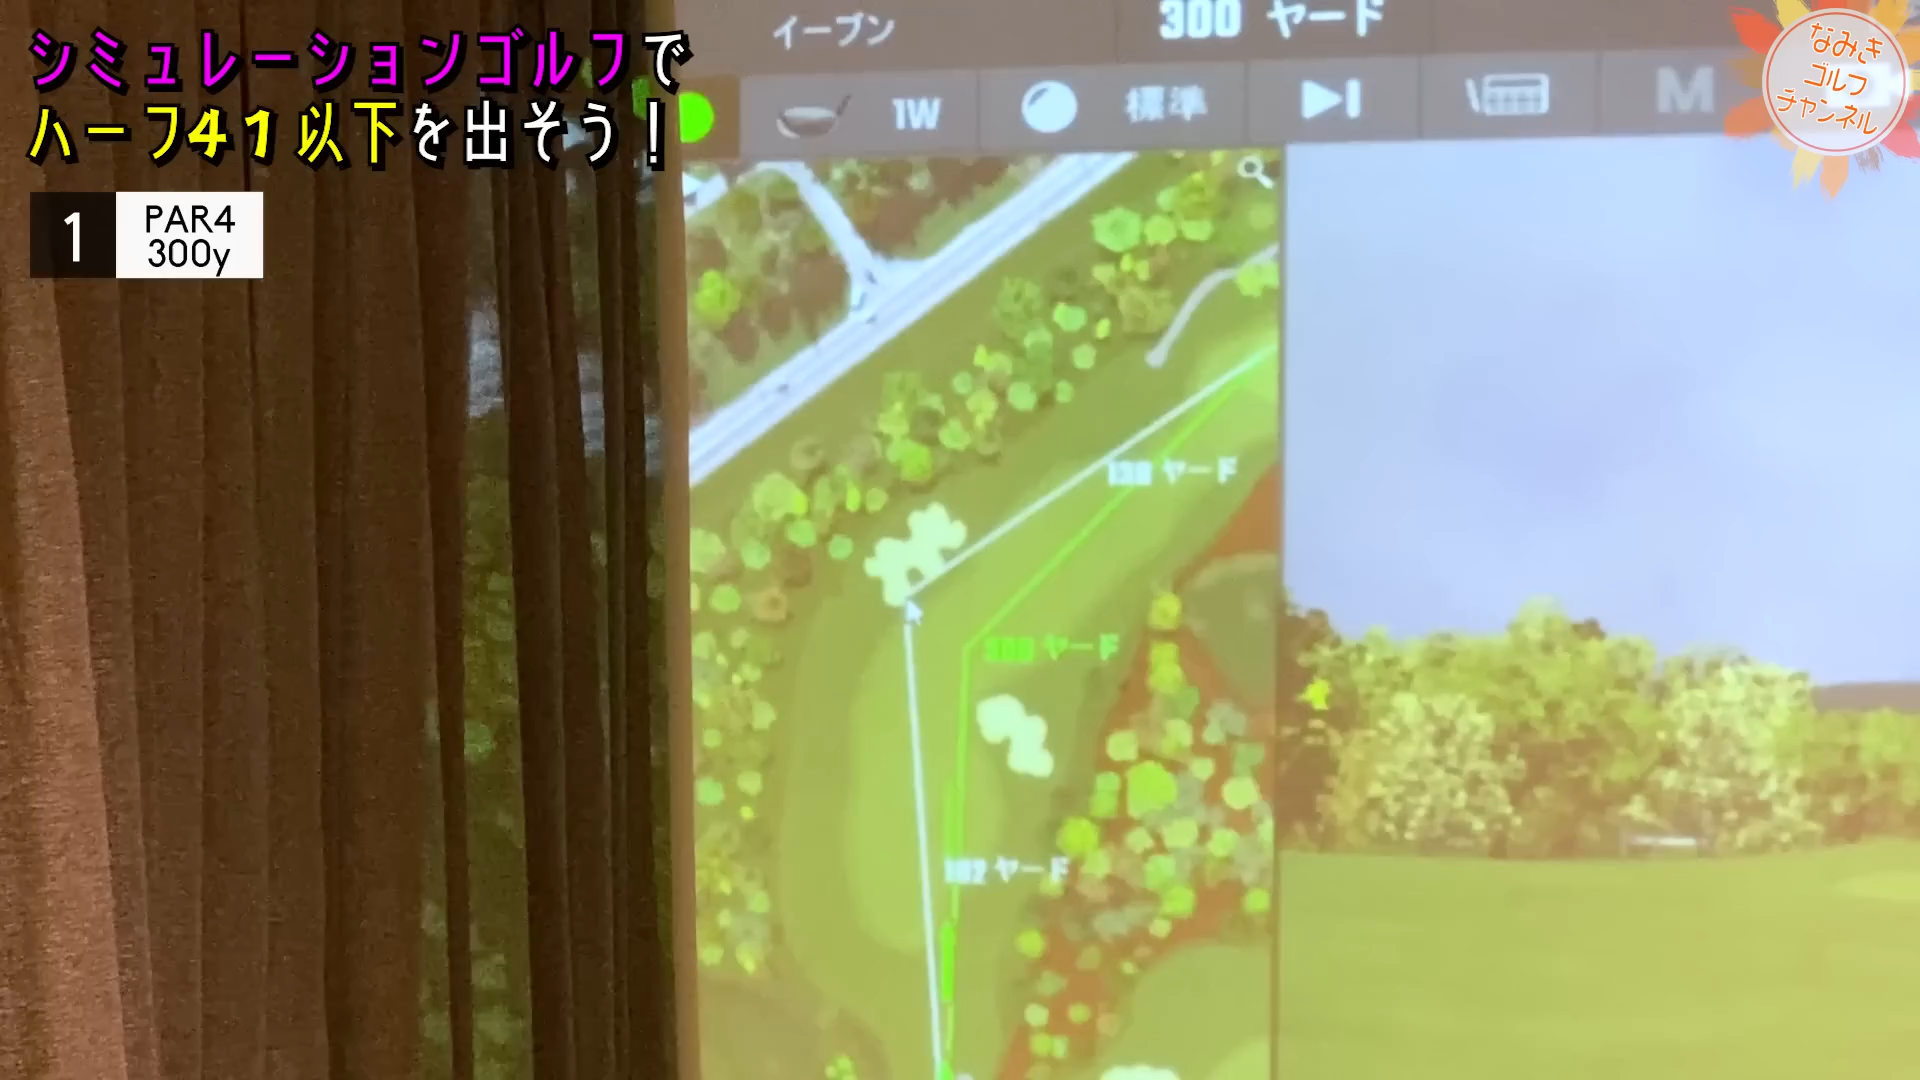 シミュレーションゴルフで
ハーフ41以下を出そう！
1
PAR4
300y
イーブン
300 ヤード
1W
標準
M
なみき
ゴルフ
チャンネル
ヤード
ヤード
ヤード